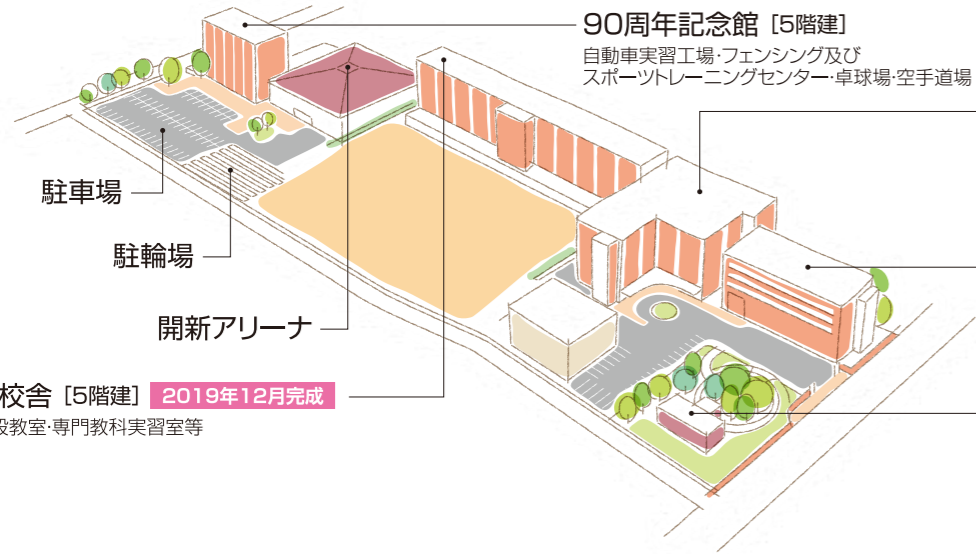 90周年記念館 [5階建]
自動車実習工場・フェンシング及び
スポーツトレーニングセンター・卓球場・空手道場
駐車場
駐輪場
開新アリーナ
校舎 [5階建] 2019年12月完成
教室・専門教科実習室等